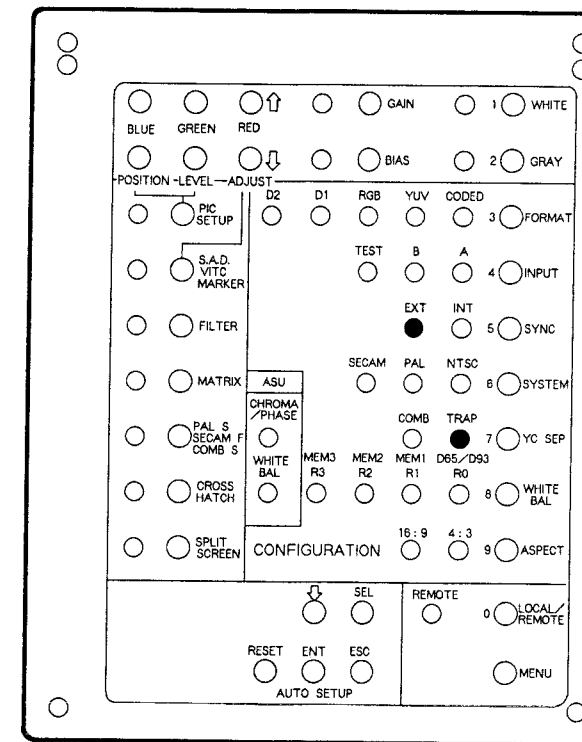 GAIN 1 WHITE
BLUE GREEN RED
BIAS 2 GRAY
POSITION LEVEL ADJUST
D2 D1 RGB YUV CODED
PIC SETUP
3 FORMAT
TEST B A
S.A.D. VITC MARKER
4 INPUT
EXT INT
FILTER
5 SYNC
SECAM PAL NTSC
MATRIX
ASU
6 SYSTEM
CHROMA /PHASE
COMB TRAP
PAL S SECAM F COMB S
7 YC SEP
WHITE BAL
MEM3 R3 MEM2 R2 MEM1 R1 D65/D93 R0
CROSS HATCH
8 WHITE BAL
16:9 4:3
SPLIT SCREEN
CONFIGURATION
9 ASPECT
SEL REMOTE
0 LOCAL/ REMOTE
RESET ENT ESC
MENU
AUTO SETUP